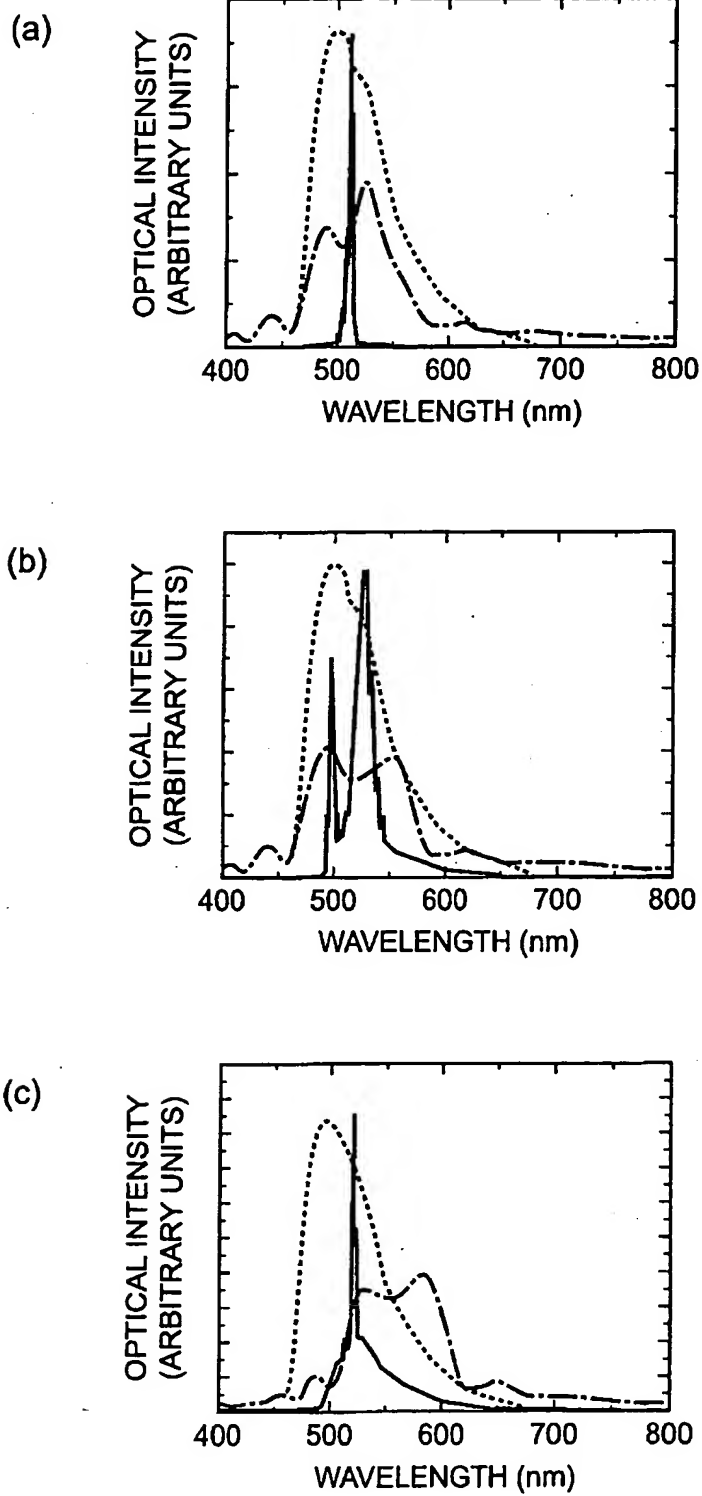 (a)
OPTICAL INTENSITY
(ARBITRARY UNITS)
400 500 600 700 800
WAVELENGTH (nm)
(b)
OPTICAL INTENSITY
(ARBITRARY UNITS)
400 500 600 700 800
WAVELENGTH (nm)
(c)
OPTICAL INTENSITY
(ARBITRARY UNITS)
400 500 600 700 800
WAVELENGTH (nm)